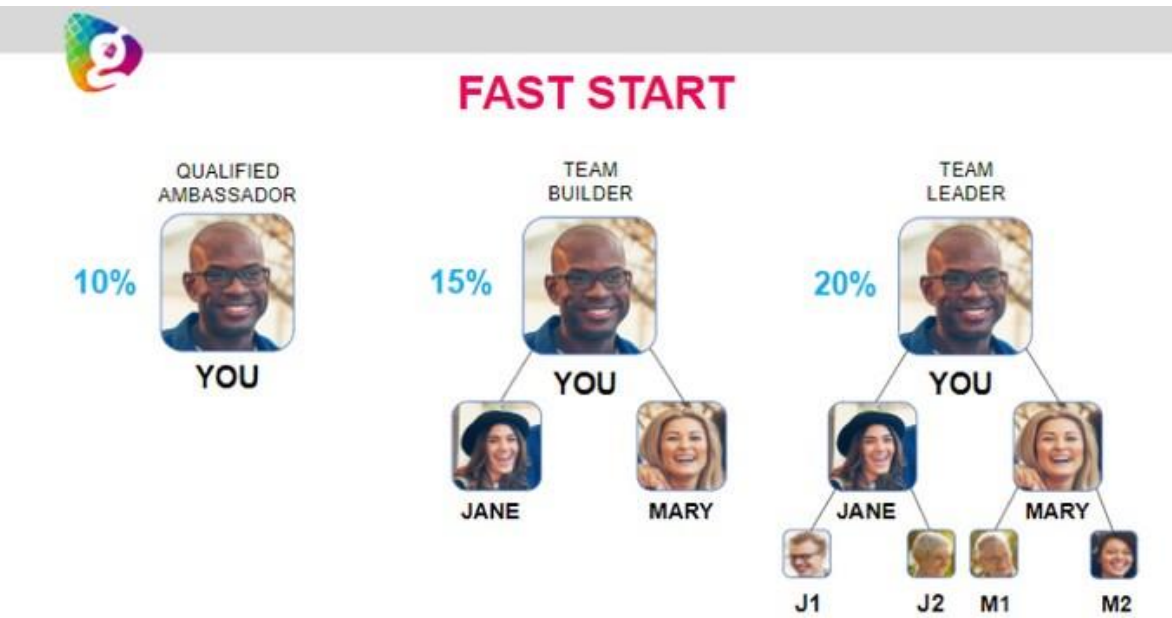 g
FAST START
QUALIFIED
AMBASSADOR
10%
YOU
TEAM
BUILDER
15%
YOU
JANE
MARY
TEAM
LEADER
20%
YOU
JANE
MARY
J1
J2
M1
M2